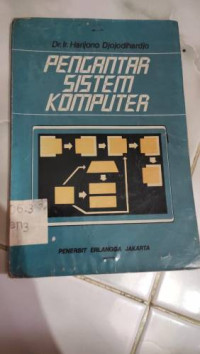 Dr. Ir. Harijono Djojodihardjo
PENGANTAR
SISTEM
KOMPUTER
PENERBIT ERLANGGA JAKARTA